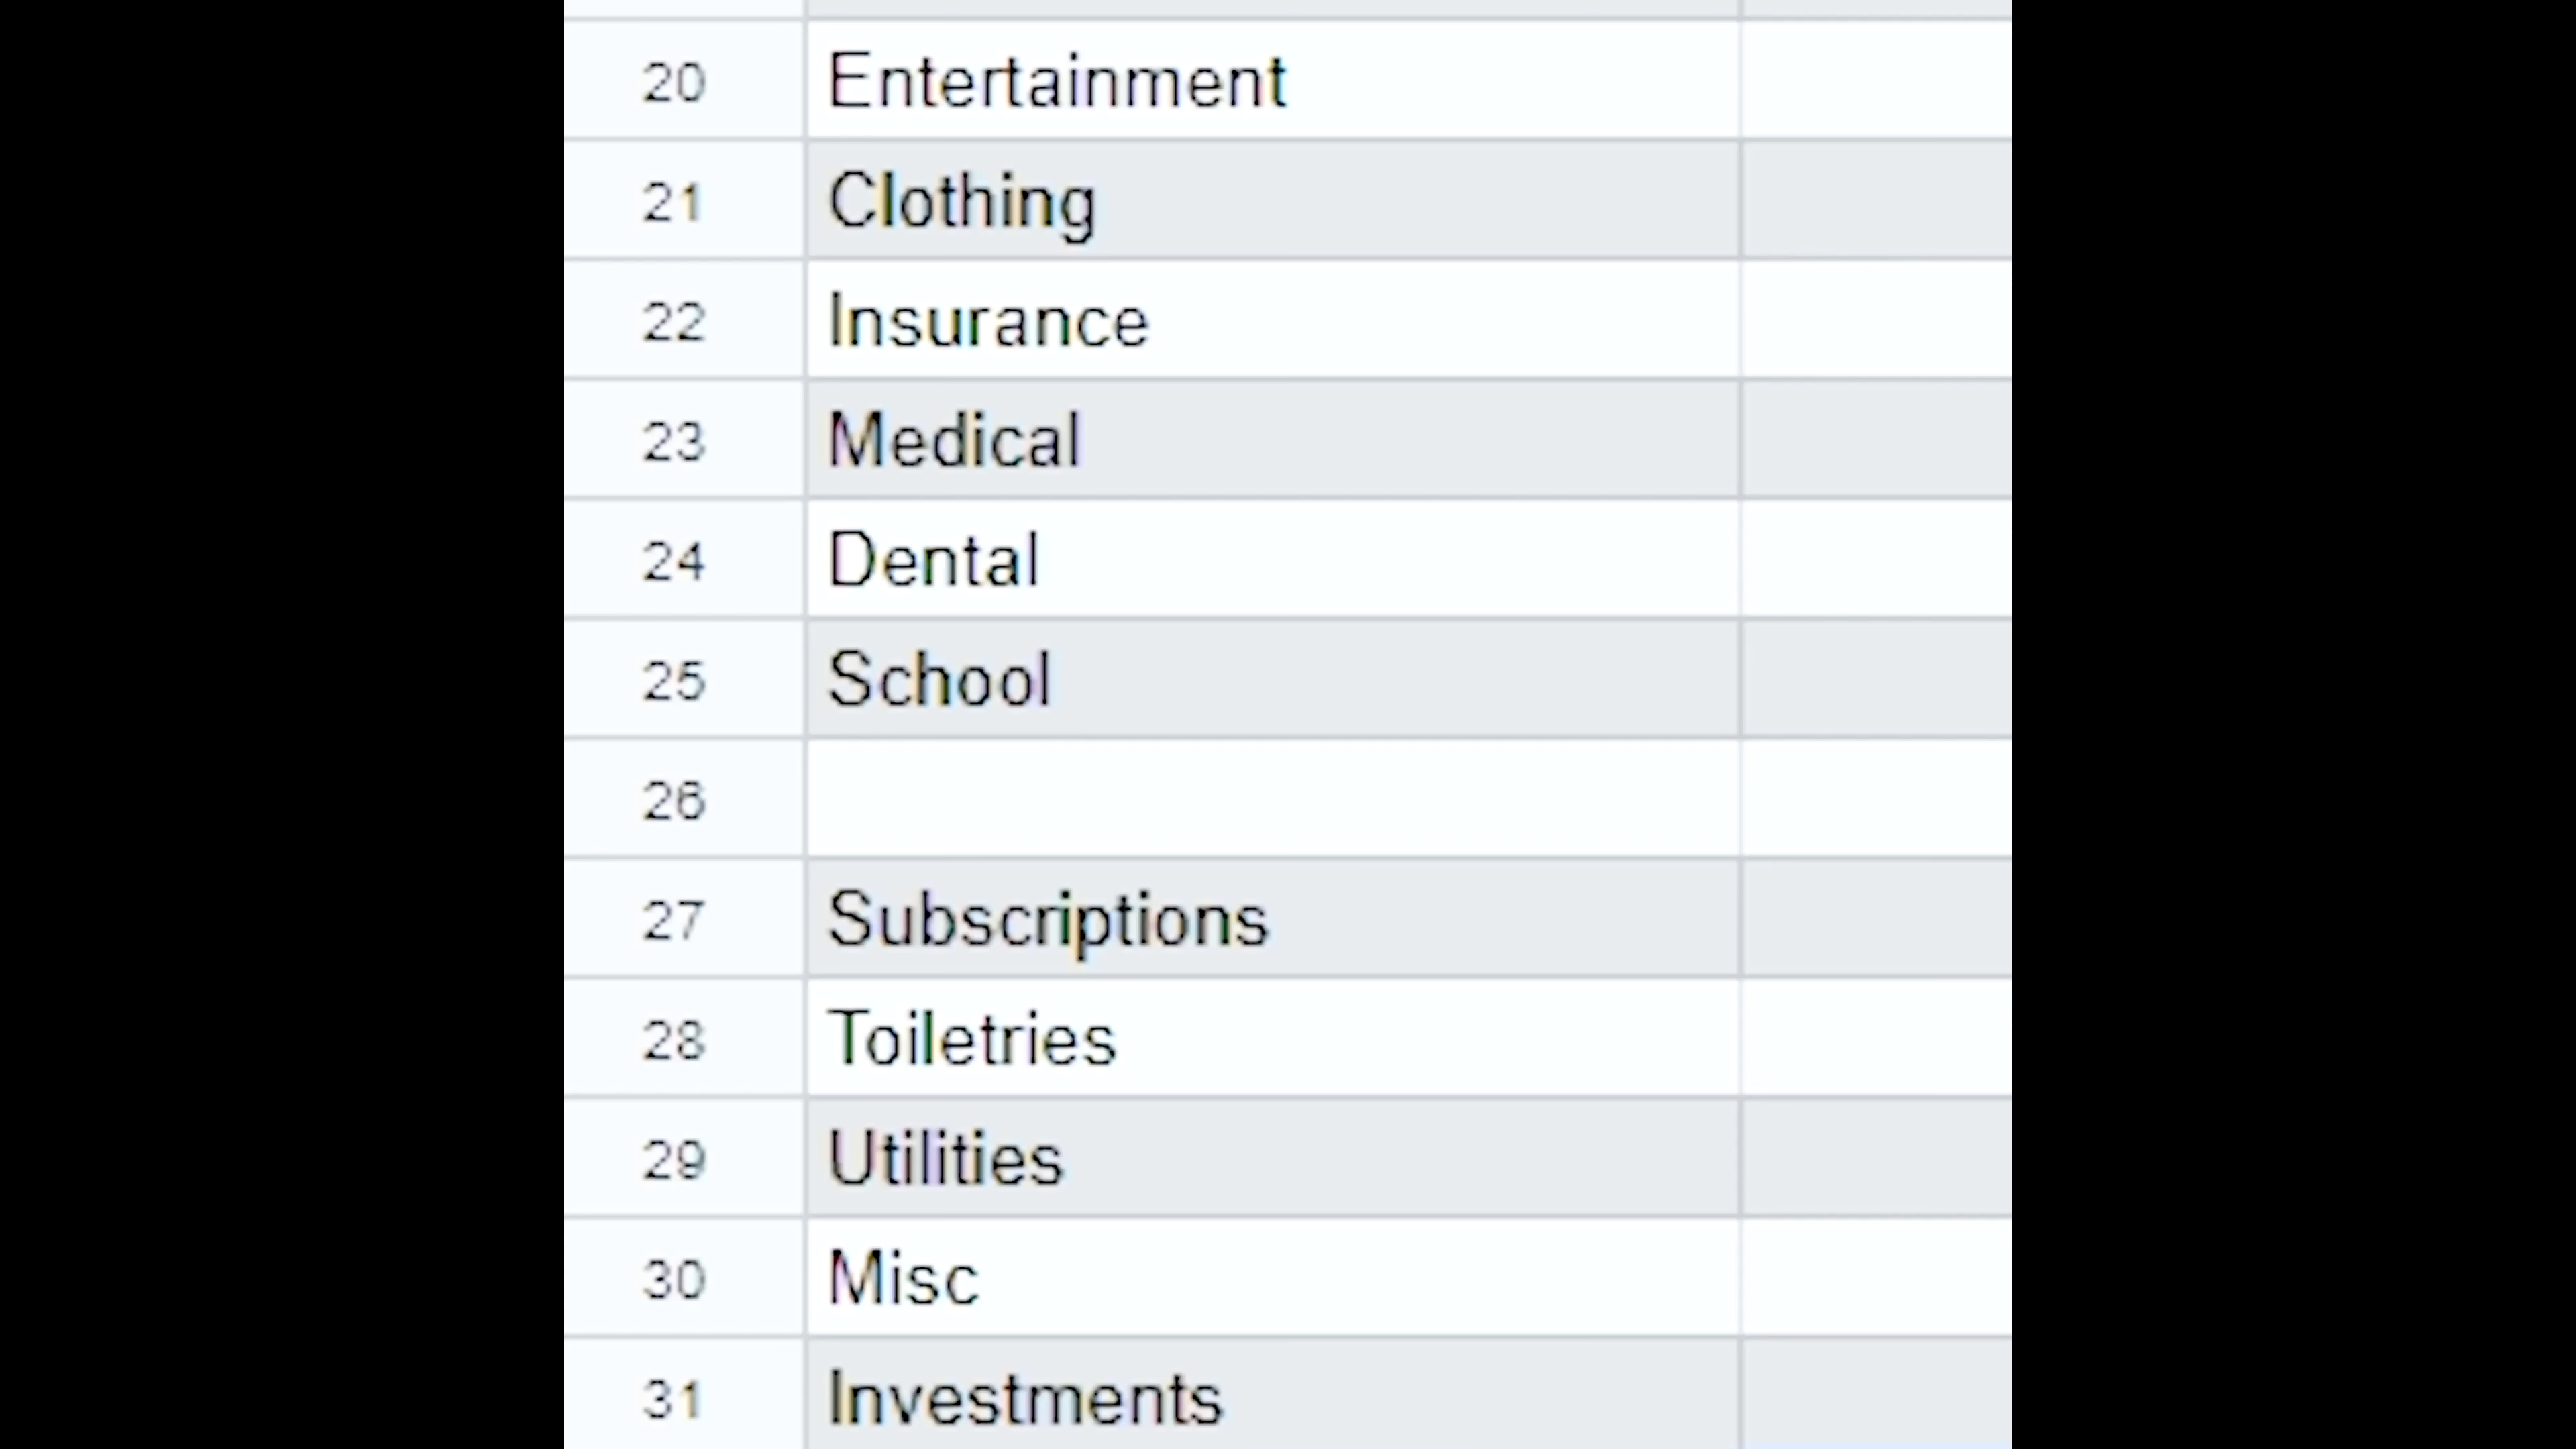 20 Entertainment
21 Clothing
22 Insurance
23 Medical
24 Dental
25 School
26
27 Subscriptions
28 Toiletries
29 Utilities
30 Misc
31 Investments